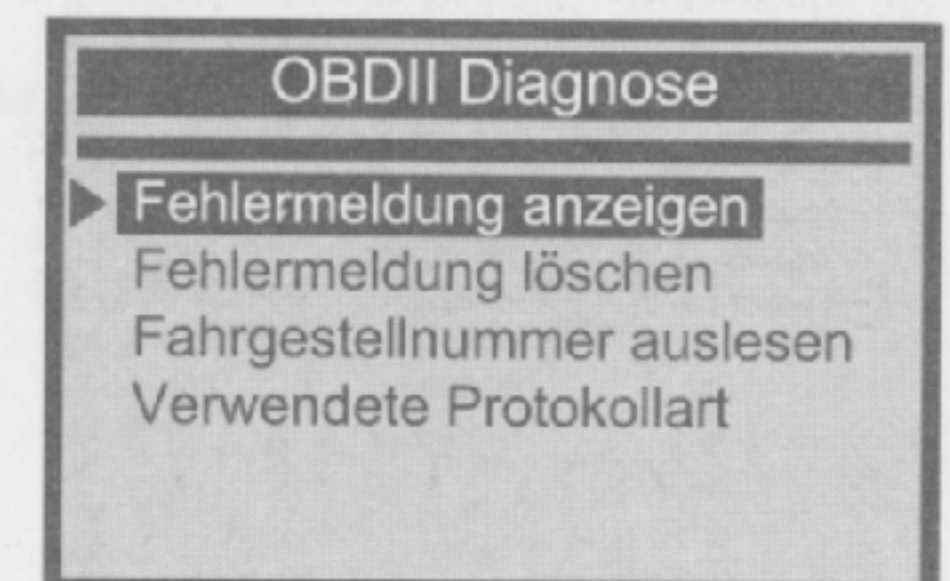 OBDII Diagnose
Fehlermeldung anzeigen
Fehlermeldung löschen
Fahrgestellnummer auslesen
Verwendete Protokollart